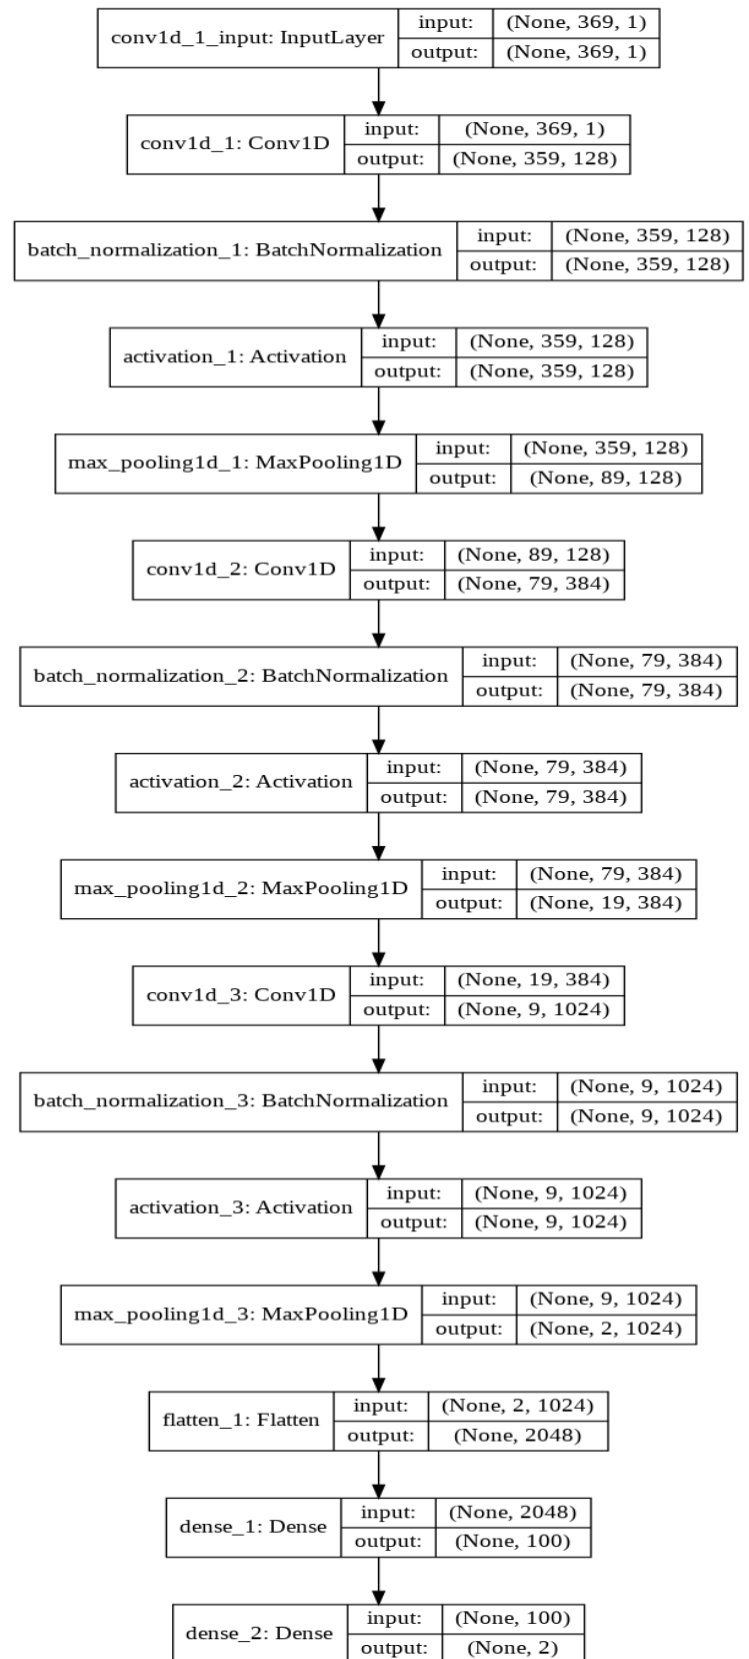 conv1d_1_input: InputLayer
input: (None, 369, 1)
output: (None, 369, 1)
conv1d_1: Conv1D
input: (None, 369, 1)
output: (None, 359, 128)
batch_normalization_1: BatchNormalization
input: (None, 359, 128)
output: (None, 359, 128)
activation_1: Activation
input: (None, 359, 128)
output: (None, 359, 128)
max_pooling1d_1: MaxPooling1D
input: (None, 359, 128)
output: (None, 89, 128)
conv1d_2: Conv1D
input: (None, 89, 128)
output: (None, 79, 384)
batch_normalization_2: BatchNormalization
input: (None, 79, 384)
output: (None, 79, 384)
activation_2: Activation
input: (None, 79, 384)
output: (None, 79, 384)
max_pooling1d_2: MaxPooling1D
input: (None, 79, 384)
output: (None, 19, 384)
conv1d_3: Conv1D
input: (None, 19, 384)
output: (None, 9, 1024)
batch_normalization_3: BatchNormalization
input: (None, 9, 1024)
output: (None, 9, 1024)
activation_3: Activation
input: (None, 9, 1024)
output: (None, 9, 1024)
max_pooling1d_3: MaxPooling1D
input: (None, 9, 1024)
output: (None, 2, 1024)
flatten_1: Flatten
input: (None, 2, 1024)
output: (None, 2048)
dense_1: Dense
input: (None, 2048)
output: (None, 100)
dense_2: Dense
input: (None, 100)
output: (None, 2)